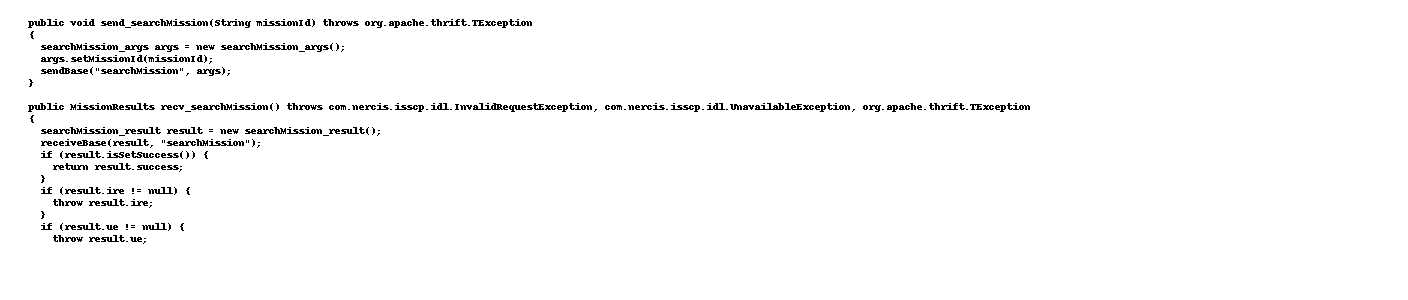 public void send_searchMission(String missionId) throws org.apache.thrift.TException
{
  searchMission_args args = new searchMission_args();
  args.setMissionId(missionId);
  sendBase("searchMission", args);
}

public MissionResults recv_searchMission() throws com.nercis.isscp.idl.InvalidRequestException, com.nercis.isscp.idl.UnavailableException, org.apache.thrift.TException
{
  searchMission_result result = new searchMission_result();
  receiveBase(result, "searchMission");
  if (result.isSetSuccess()) {
    return result.success;
  }
  if (result.ire != null) {
    throw result.ire;
  }
  if (result.ue != null) {
    throw result.ue;